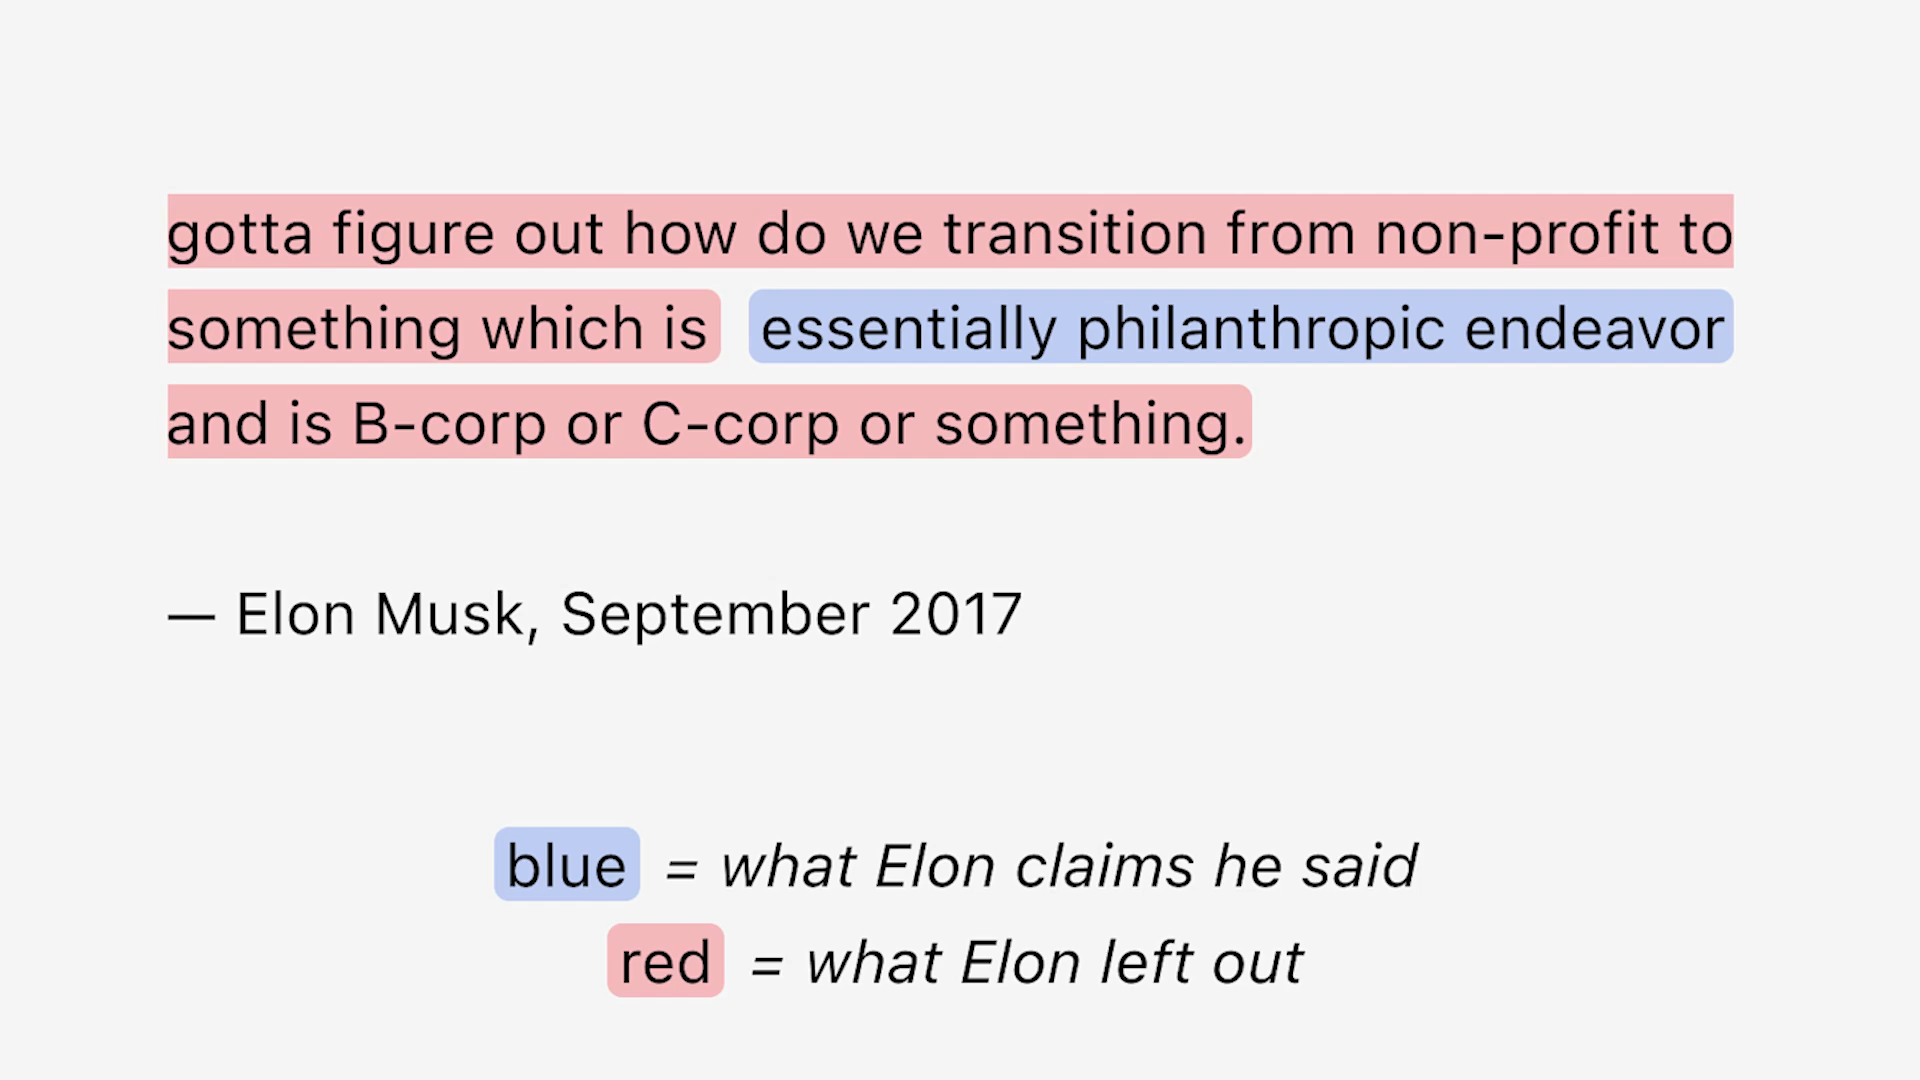 gotta figure out how do we transition from non-profit to
something which is essentially philanthropic endeavor
and is B-corp or C-corp or something.
— Elon Musk, September 2017
blue = what Elon claims he said
red = what Elon left out